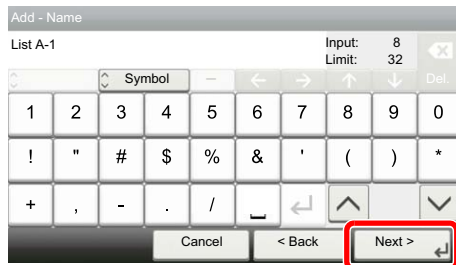 Add - Name
List A-1 Input: 8
Limit: 32
Symbol - ← → ↑ ↓ Del.
1 2 3 4 5 6 7 8 9 0
! " # $ % & ' ( ) *
+ , - . / _
Cancel < Back Next >